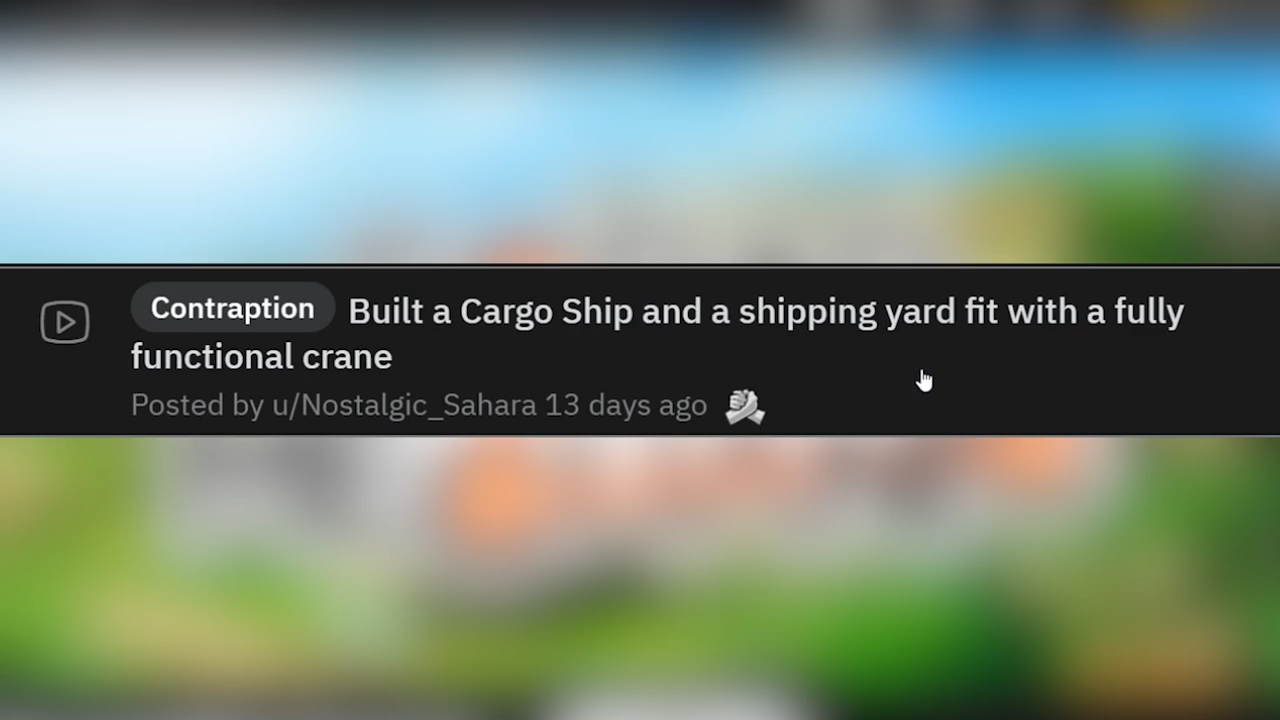 Contraption Built a Cargo Ship and a shipping yard fit with a fully
functional crane
Posted by u/Nostalgic_Sahara 13 days ago